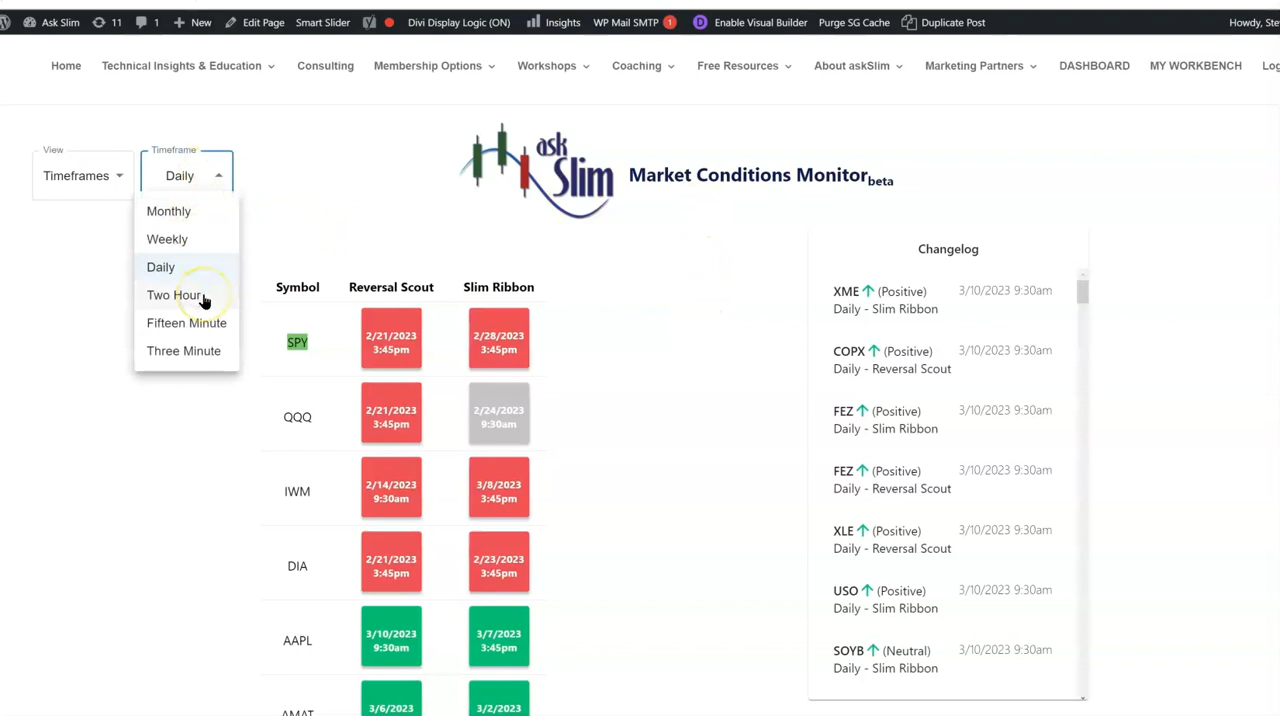 Ask Slim 11 1 New Edit Page Smart Slider Divi Display Logic (ON) Insights WP Mail SMTP 1 D Enable Visual Builder Purge SG Cache Duplicate Post Howdy, Ste
Home Technical Insights & Education Consulting Membership Options Workshops Coaching Free Resources About askSlim Marketing Partners DASHBOARD MY WORKBENCH Log
View
Timeframes
Timeframe
Daily
Monthly
Weekly
Daily
Two Hour
Fifteen Minute
Three Minute
ask
Slim
Market Conditions Monitor beta
Symbol Reversal Scout Slim Ribbon
SPY 2/21/2023 3:45pm 2/28/2023 3:45pm
QQQ 2/21/2023 3:45pm 2/24/2023 9:30am
IWM 2/14/2023 9:30am 3/8/2023 3:45pm
DIA 2/21/2023 3:45pm 2/23/2023 3:45pm
AAPL 3/10/2023 9:30am 3/7/2023 3:45pm
AMAT 3/6/2023 3/2/2023
Changelog
XME (Positive) 3/10/2023 9:30am
Daily - Slim Ribbon
COPX (Positive) 3/10/2023 9:30am
Daily - Reversal Scout
FEZ (Positive) 3/10/2023 9:30am
Daily - Slim Ribbon
FEZ (Positive) 3/10/2023 9:30am
Daily - Reversal Scout
XLE (Positive) 3/10/2023 9:30am
Daily - Reversal Scout
USO (Positive) 3/10/2023 9:30am
Daily - Slim Ribbon
SOYB (Neutral) 3/10/2023 9:30am
Daily - Slim Ribbon